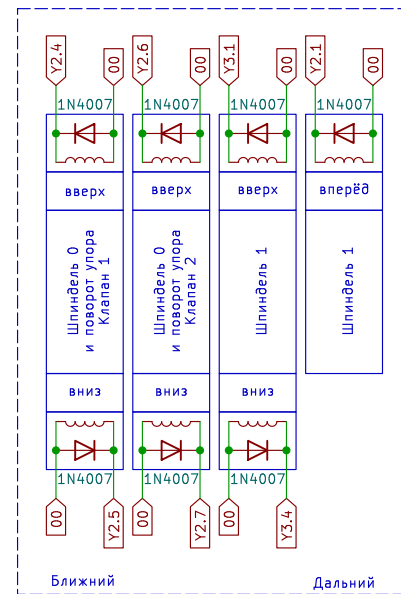 Y2.4 00 Y2.6 00 Y3.1 00 Y2.1 00
1N4007 1N4007 1N4007 1N4007
вверх вверх вверх вперёд
Шпиндель 0
и поворот упора
Клапан 1
Шпиндель 0
и поворот упора
Клапан 2
Шпиндель 1
Шпиндель 1
вниз вниз вниз
1N4007 1N4007 1N4007
00 Y2.5 00 Y2.7 00 Y3.4
Ближний Дальний